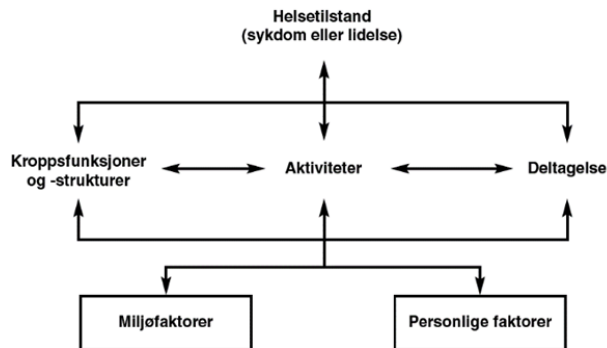 Helsetilstand
(sykdom eller lidelse)
Kroppsfunksjoner
og -strukturer
Aktiviteter
Deltagelse
Miljøfaktorer
Personlige faktorer